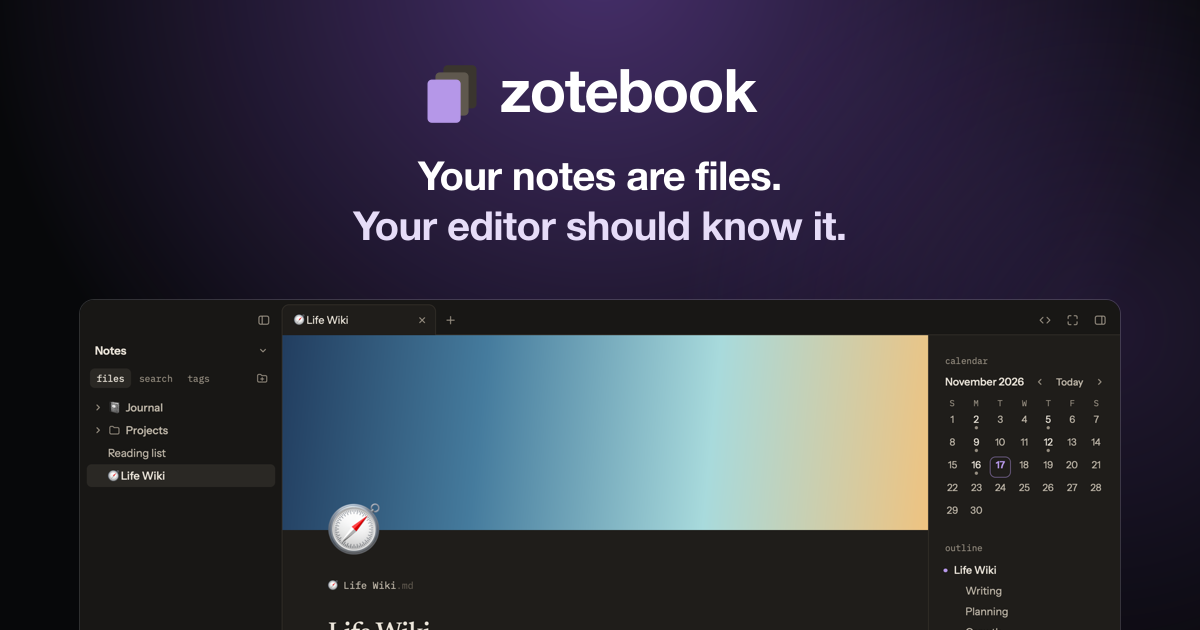 zotebook
Your notes are files.
Your editor should know it.
Life Wiki
Notes
files search tags
Journal
Projects
Reading list
Life Wiki
Life Wiki.md
Life Wiki
calendar
November 2026 Today
S M T W T F S
1 2 3 4 5 6 7
8 9 10 11 12 13 14
15 16 17 18 19 20 21
22 23 24 25 26 27 28
29 30
outline
Life Wiki
Writing
Planning